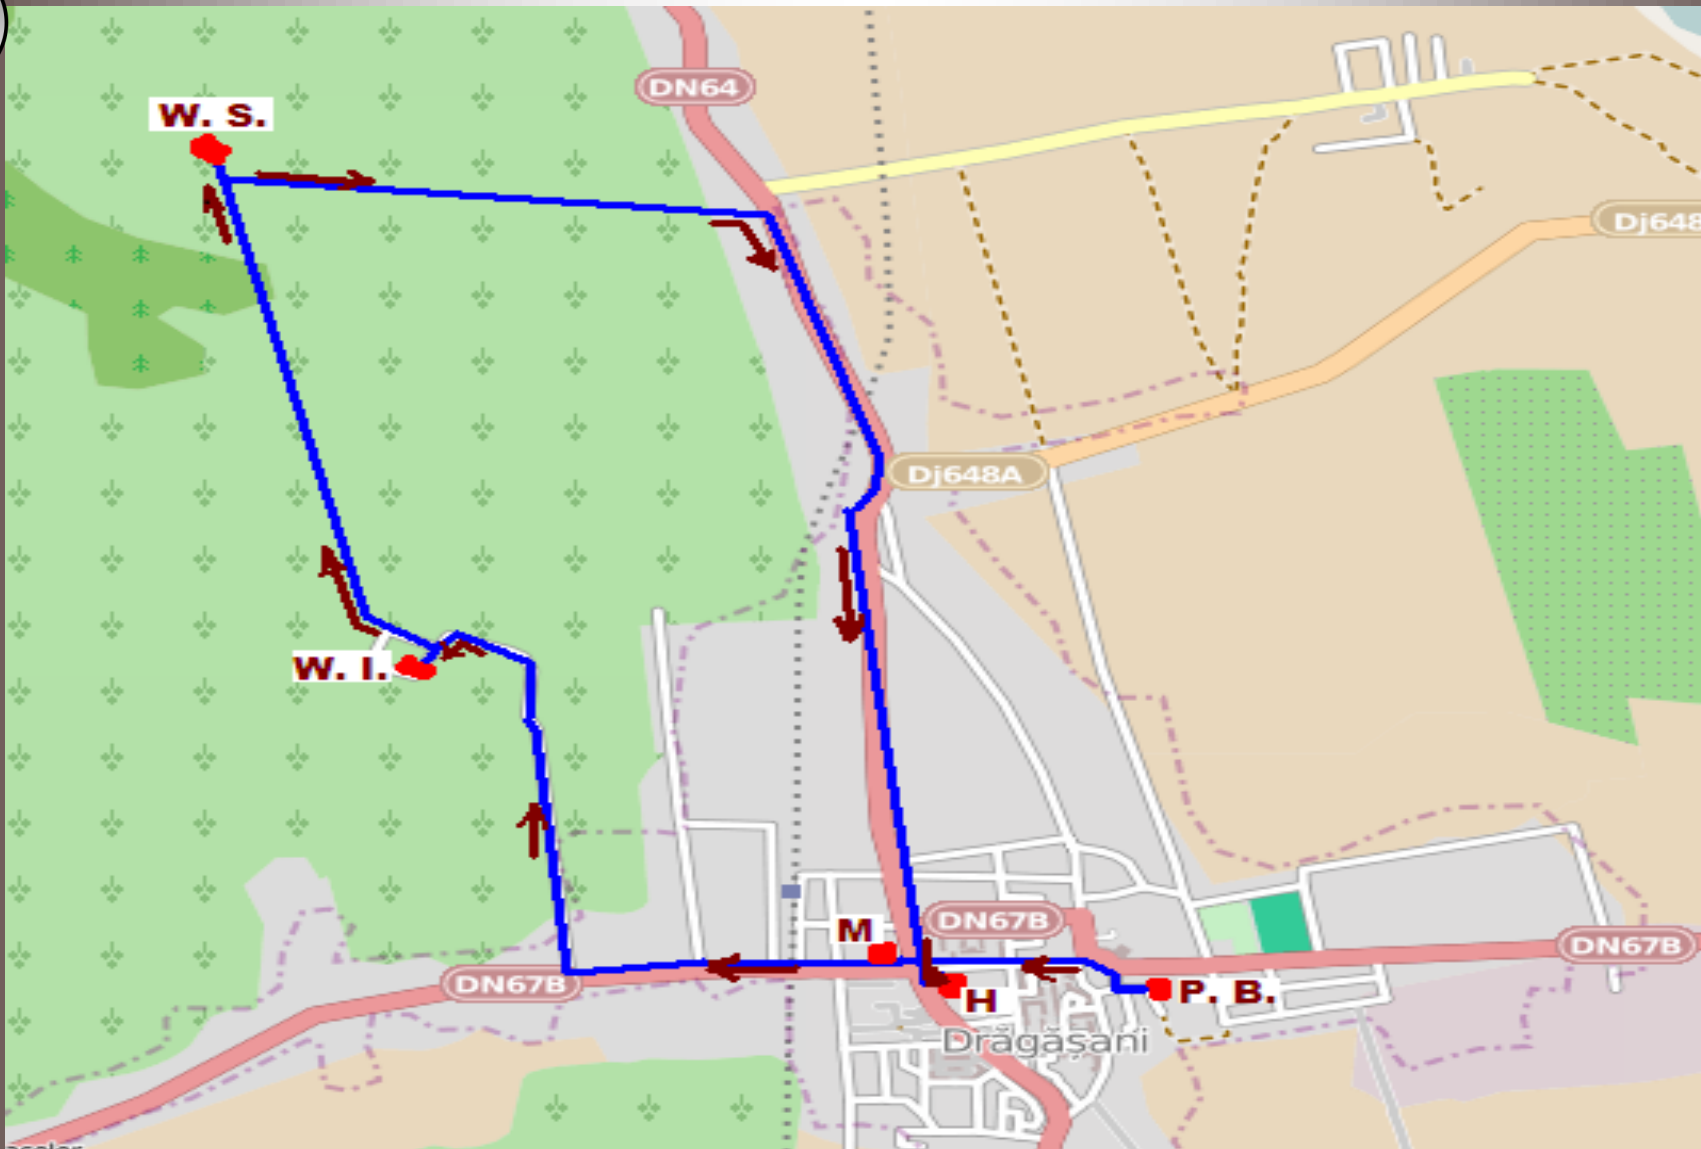 DN64
W. S.
Dj648
Dj648A
W. I.
M
DN67B
DN67B
DN67B
H
P. B.
Drăgășani